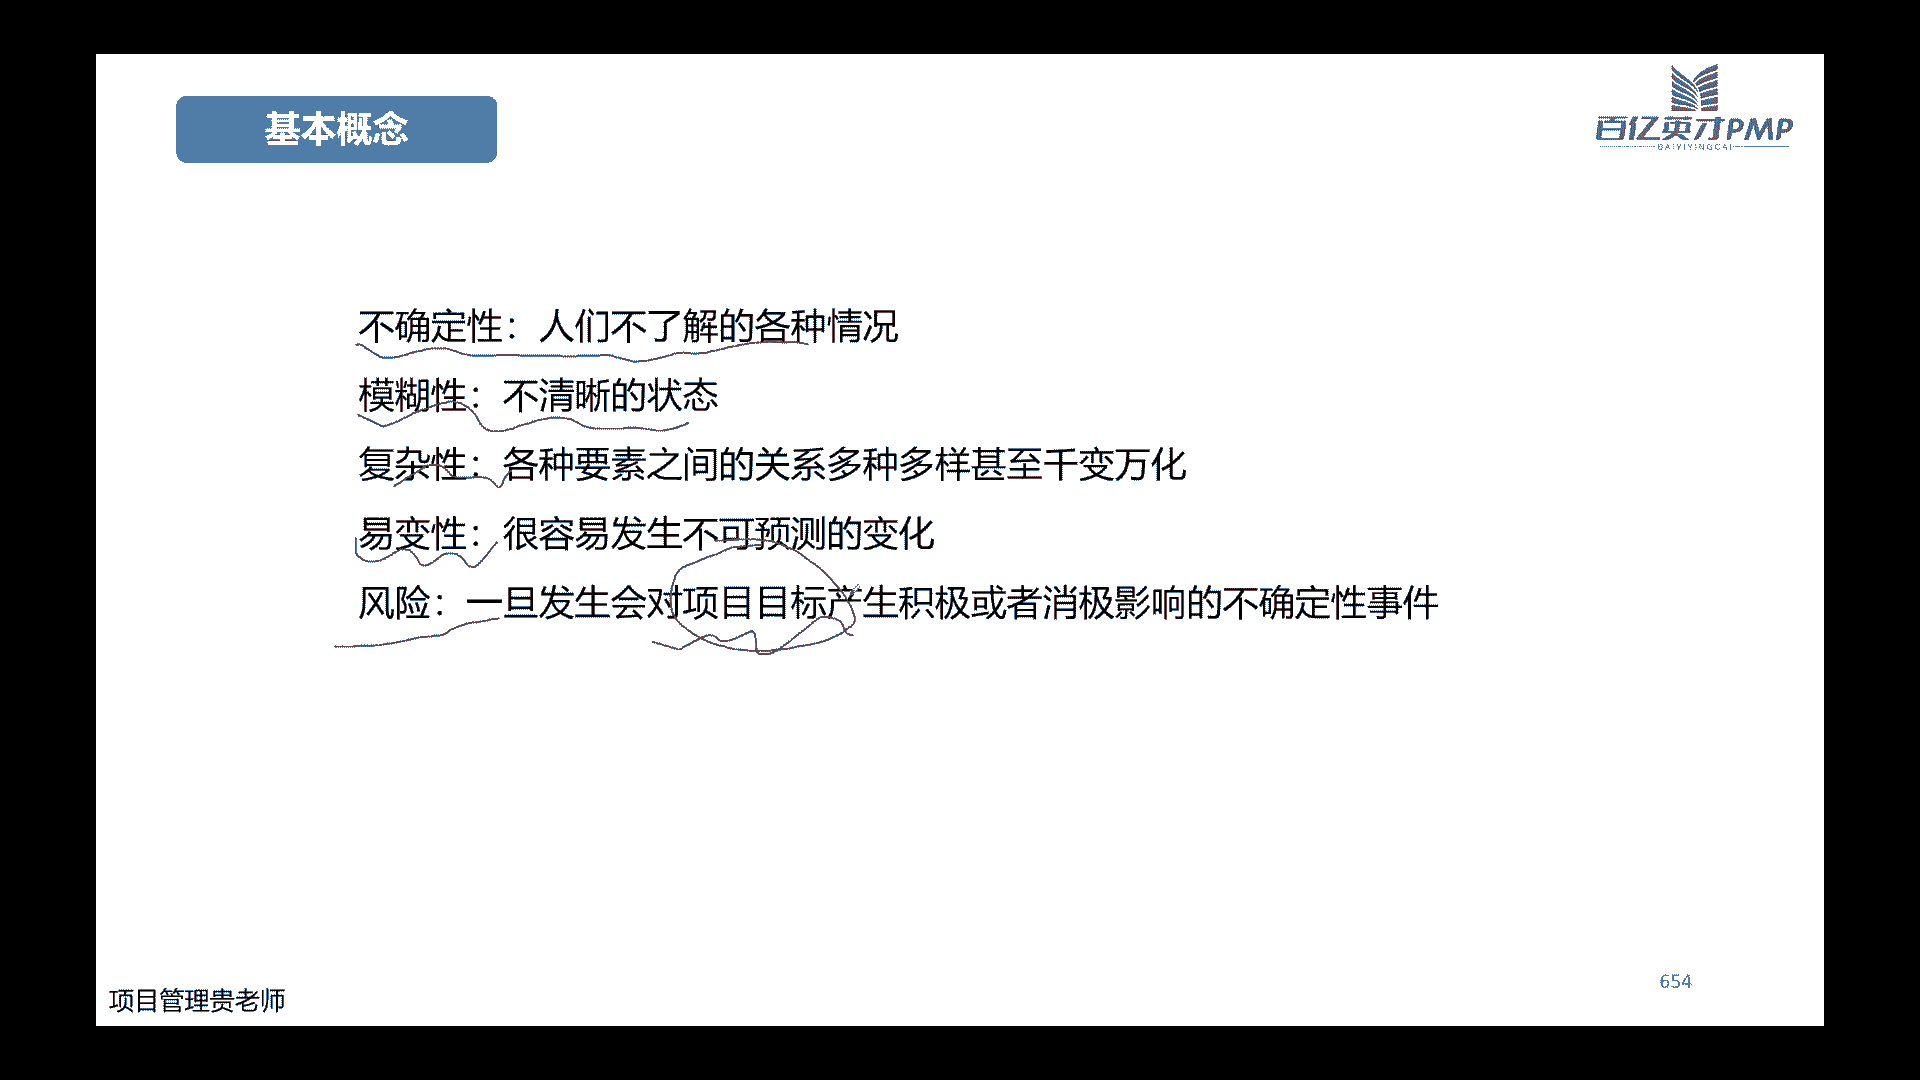 基本概念
百亿英才PMP
BAIYIYINGCAI
不确定性：人们不了解的各种情况
模糊性：不清晰的状态
复杂性：各种要素之间的关系多种多样甚至千变万化
易变性：很容易发生不可预测的变化
风险：一旦发生会对项目目标产生积极或者消极影响的不确定性事件
654
项目管理贵老师